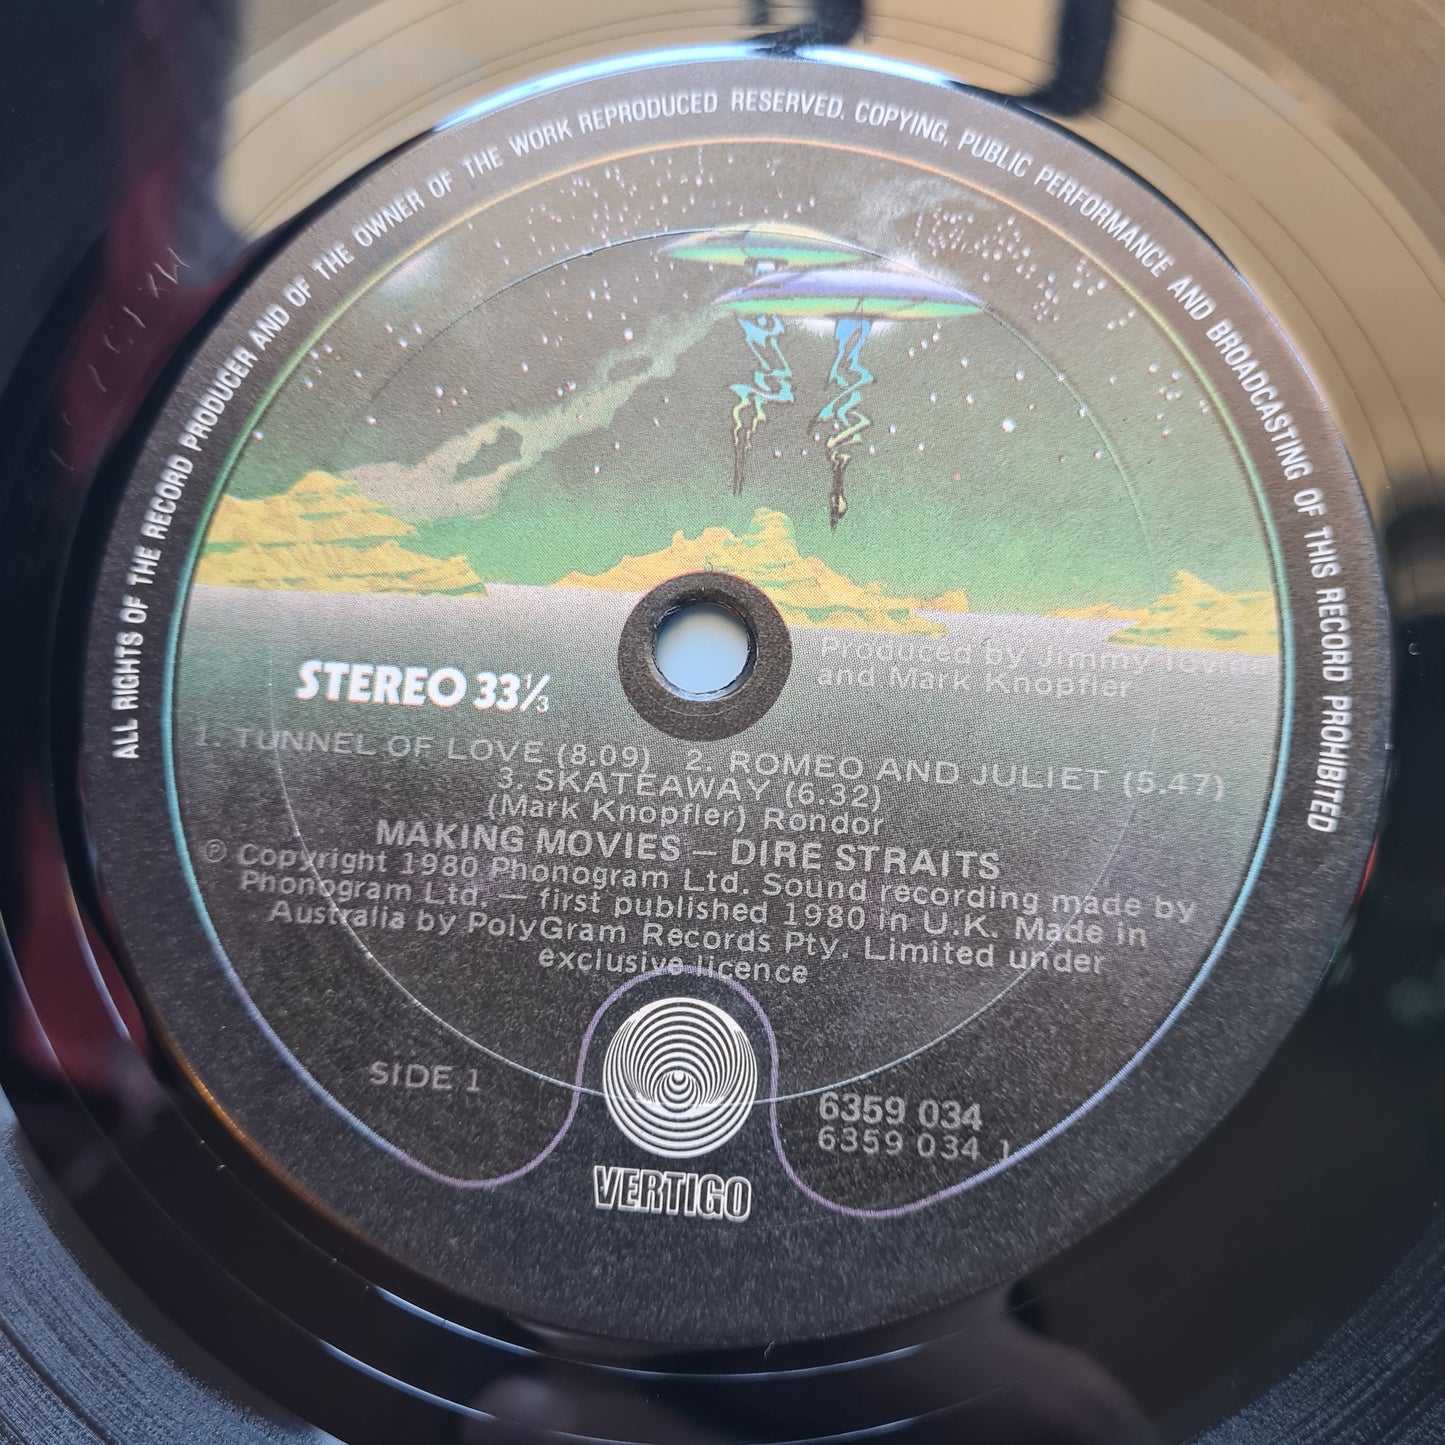 ALL RIGHTS OF THE RECORD PRODUCER AND OF THE OWNER OF THE WORK REPRODUCED RESERVED. COPYING, PUBLIC PERFORMANCE AND BROADCASTING OF THIS RECORD PROHIBITED
Produced by Jimmy Iovine
and Mark Knopfler
STEREO 33⅓
1. TUNNEL OF LOVE (8.09) 2. ROMEO AND JULIET (5.47)
3. SKATEAWAY (6.32)
(Mark Knopfler) Rondor
MAKING MOVIES – DIRE STRAITS
℗ Copyright 1980 Phonogram Ltd. Sound recording made by
Phonogram Ltd. — first published 1980 in U.K. Made in
Australia by PolyGram Records Pty. Limited under
exclusive licence
SIDE 1
6359 034
6359 034 1
VERTIGO